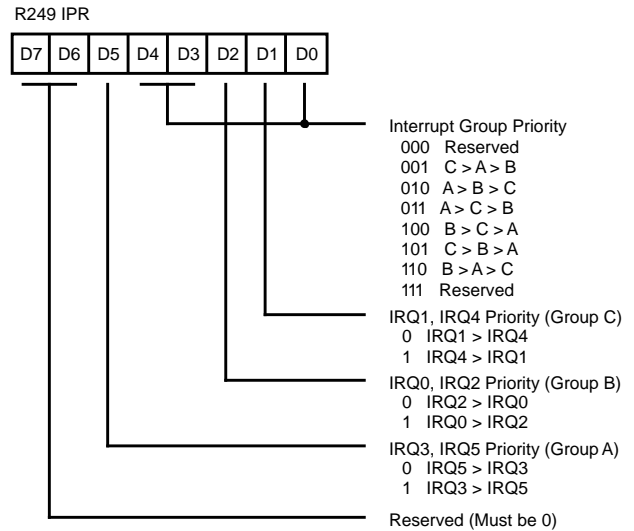 R249 IPR
D7 D6 D5 D4 D3 D2 D1 D0
Interrupt Group Priority
000 Reserved
001 C > A > B
010 A > B > C
011 A > C > B
100 B > C > A
101 C > B > A
110 B > A > C
111 Reserved
IRQ1, IRQ4 Priority (Group C)
0 IRQ1 > IRQ4
1 IRQ4 > IRQ1
IRQ0, IRQ2 Priority (Group B)
0 IRQ2 > IRQ0
1 IRQ0 > IRQ2
IRQ3, IRQ5 Priority (Group A)
0 IRQ5 > IRQ3
1 IRQ3 > IRQ5
Reserved (Must be 0)